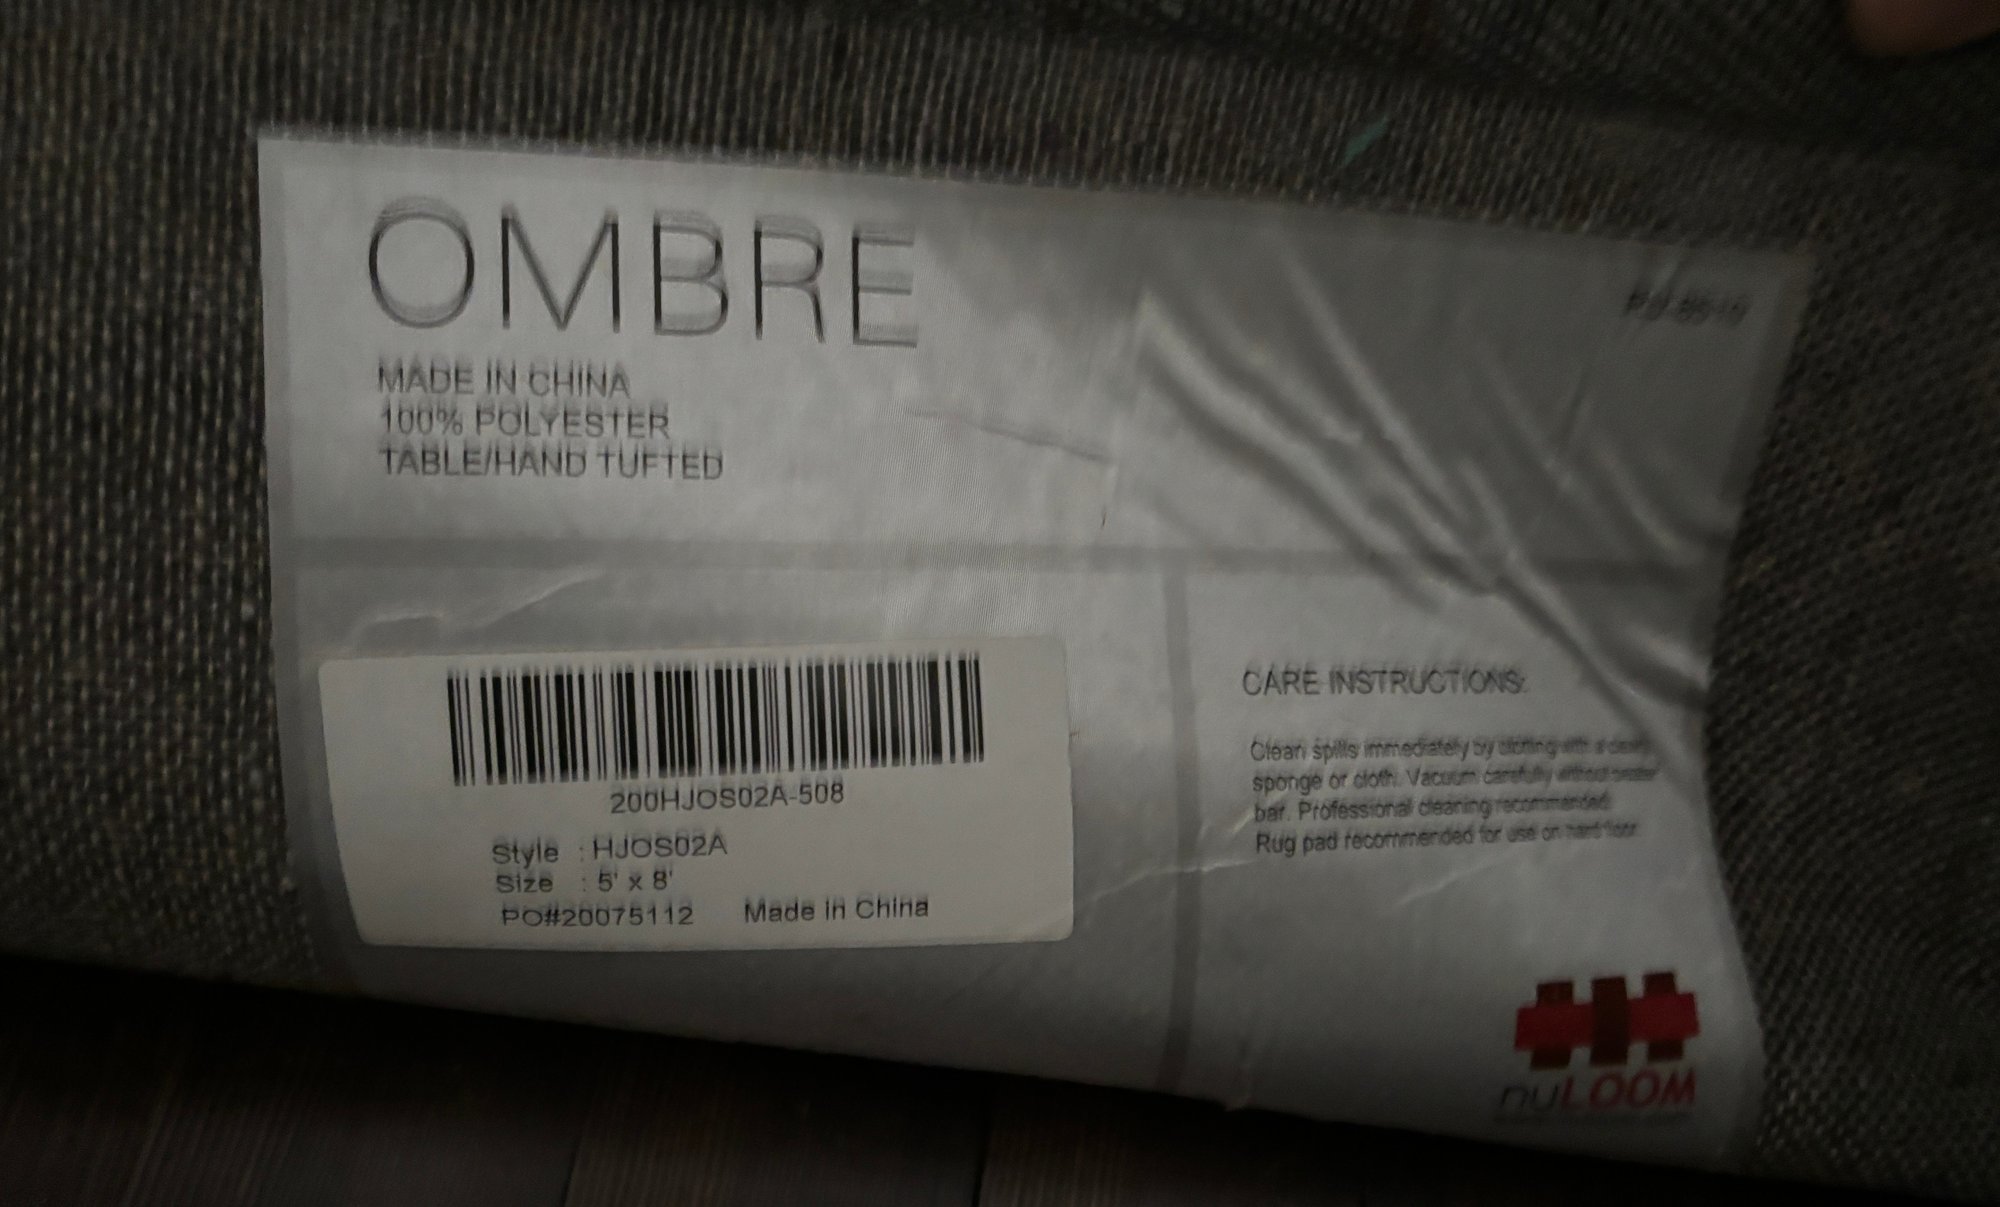 OMBRE
MADE IN CHINA
100% POLYESTER
TABLE/HAND TUFTED
200HJOS02A-508
Style : HJOS02A
Size : 5' x 8'
PO#20075112 Made in China
CARE INSTRUCTIONS:
Clean spills immediately by with a
sponge or cloth. Vacuum carefully without
bar. Professional cleaning recommended.
Rug pad recommended for use on hard floor.
nuLOOM